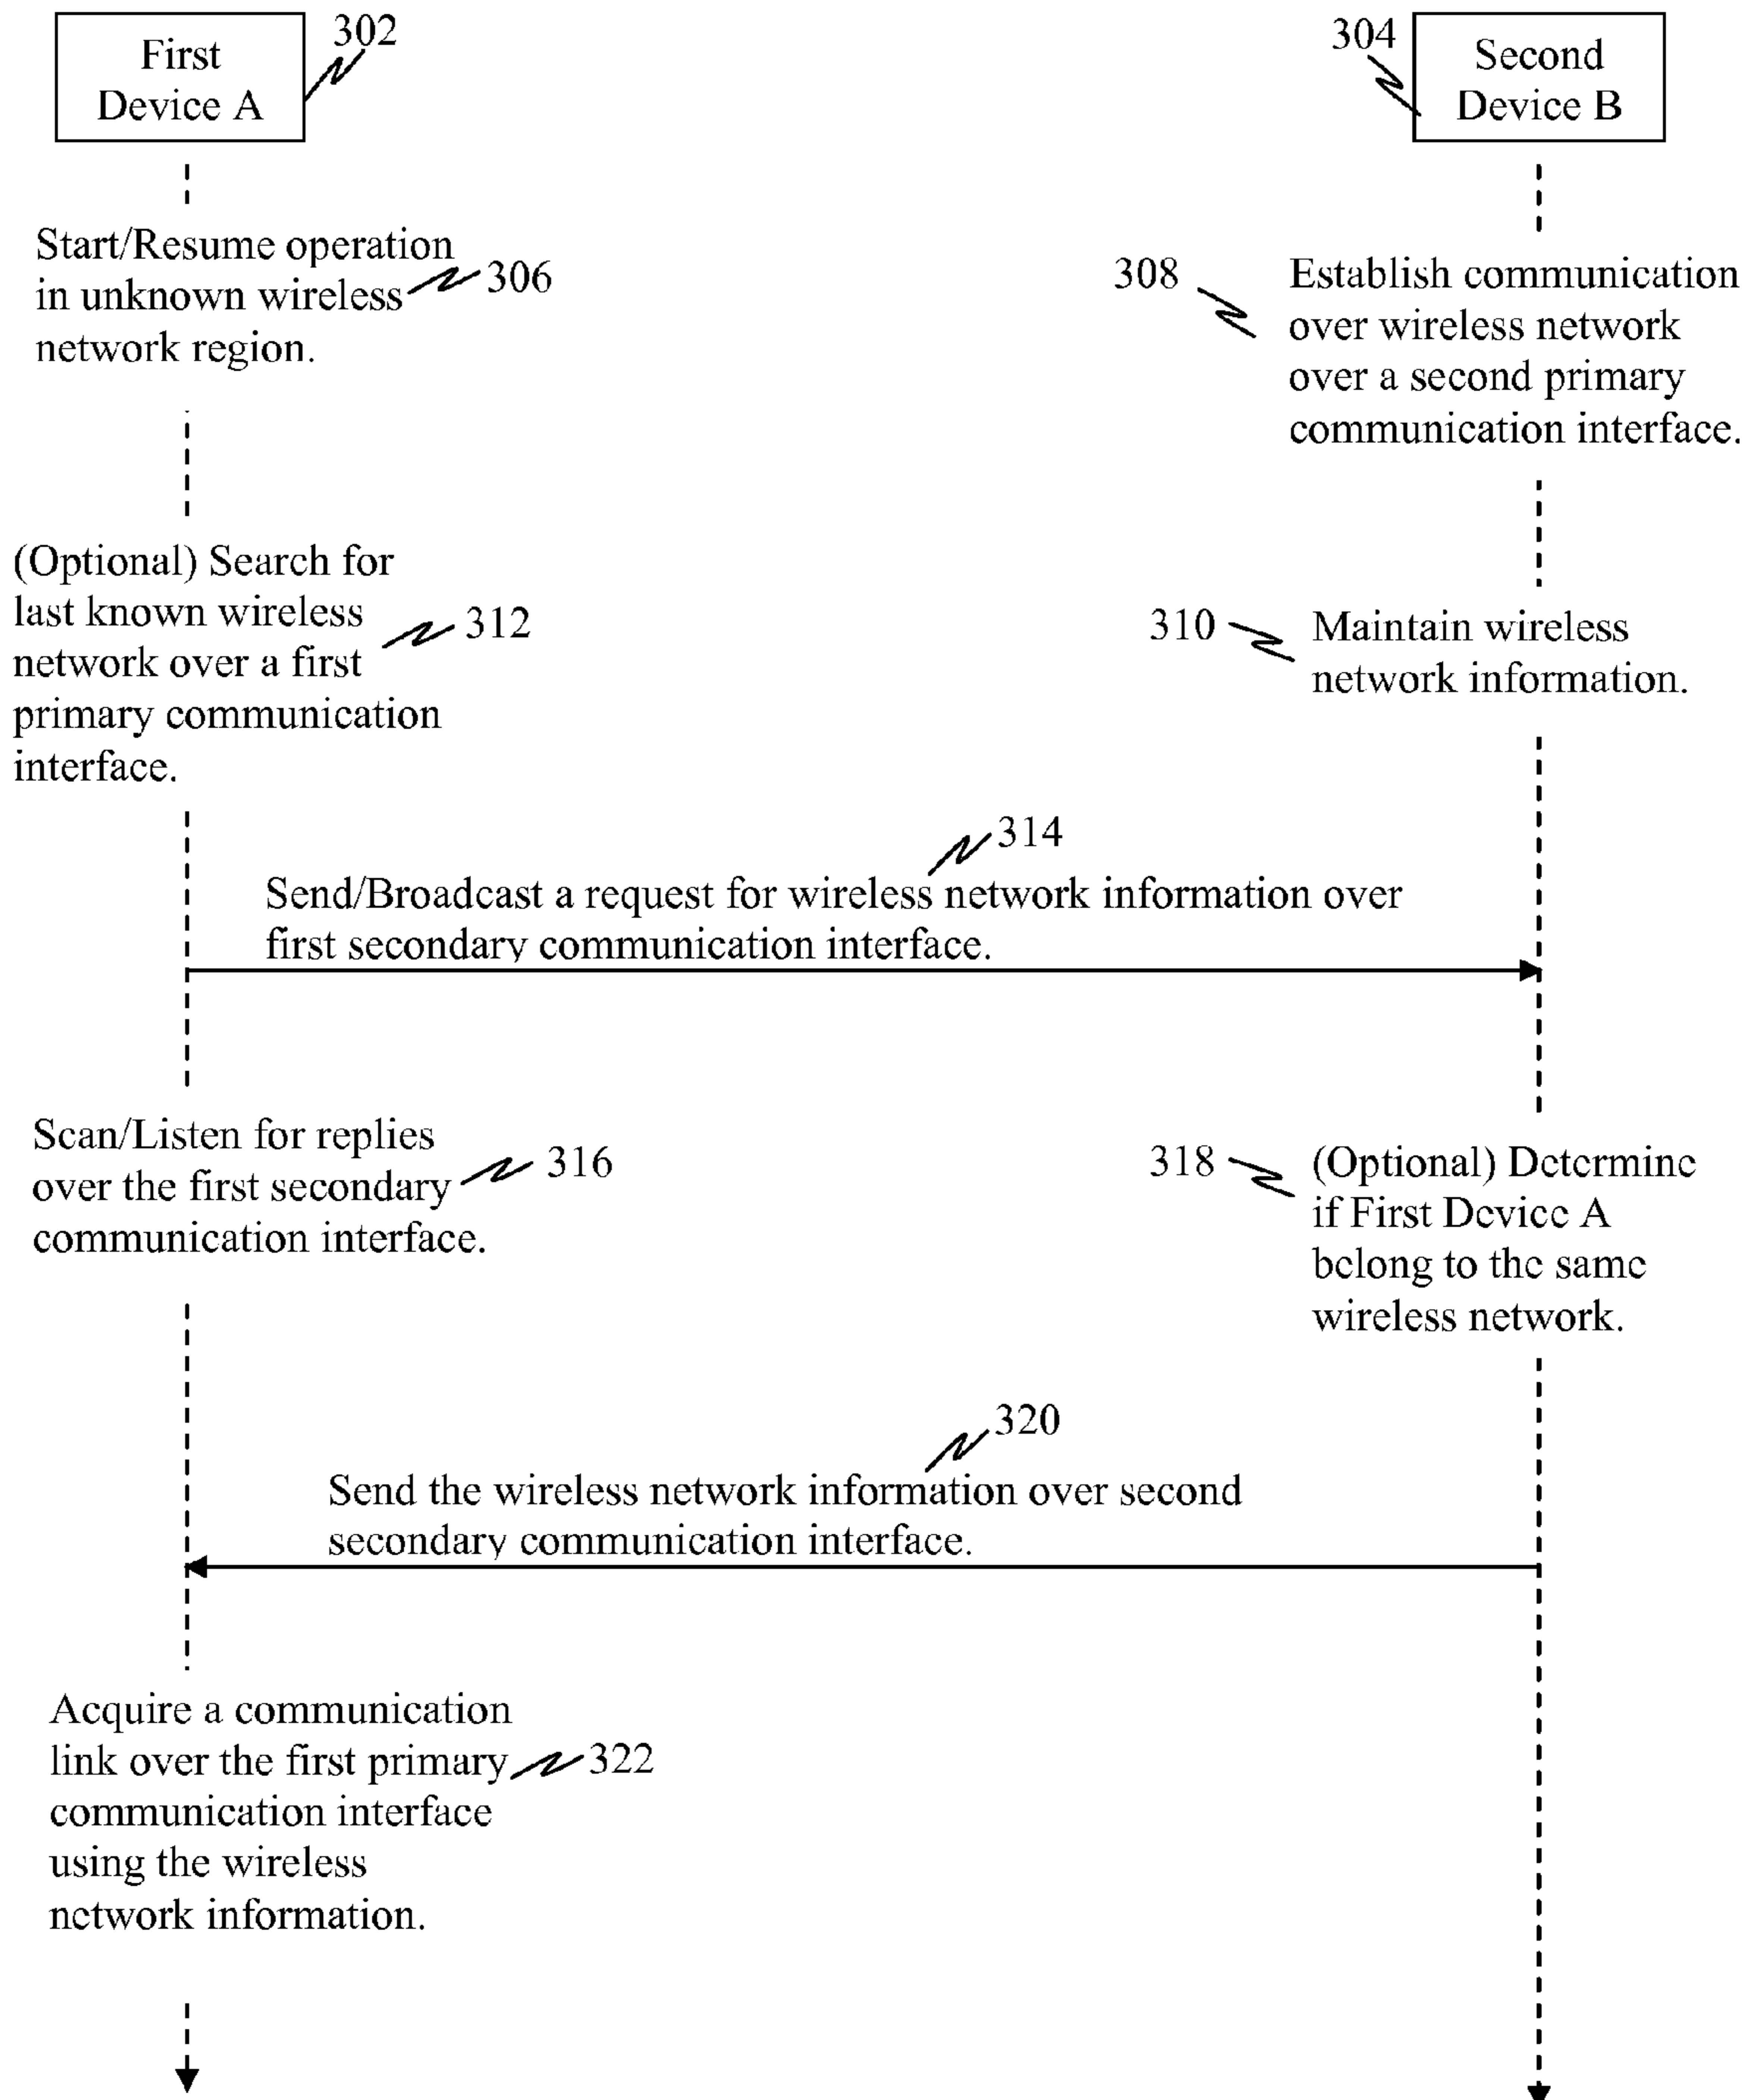 First
Device A
302
304
Second
Device B
Start/Resume operation
in unknown wireless
network region.
306
308
Establish communication
over wireless network
over a second primary
communication interface.
(Optional) Search for
last known wireless
network over a first
primary communication
interface.
312
310
Maintain wireless
network information.
314
Send/Broadcast a request for wireless network information over
first secondary communication interface.
Scan/Listen for replies
over the first secondary
communication interface.
316
318
(Optional) Determine
if First Device A
belong to the same
wireless network.
320
Send the wireless network information over second
secondary communication interface.
Acquire a communication
link over the first primary
communication interface
using the wireless
network information.
322